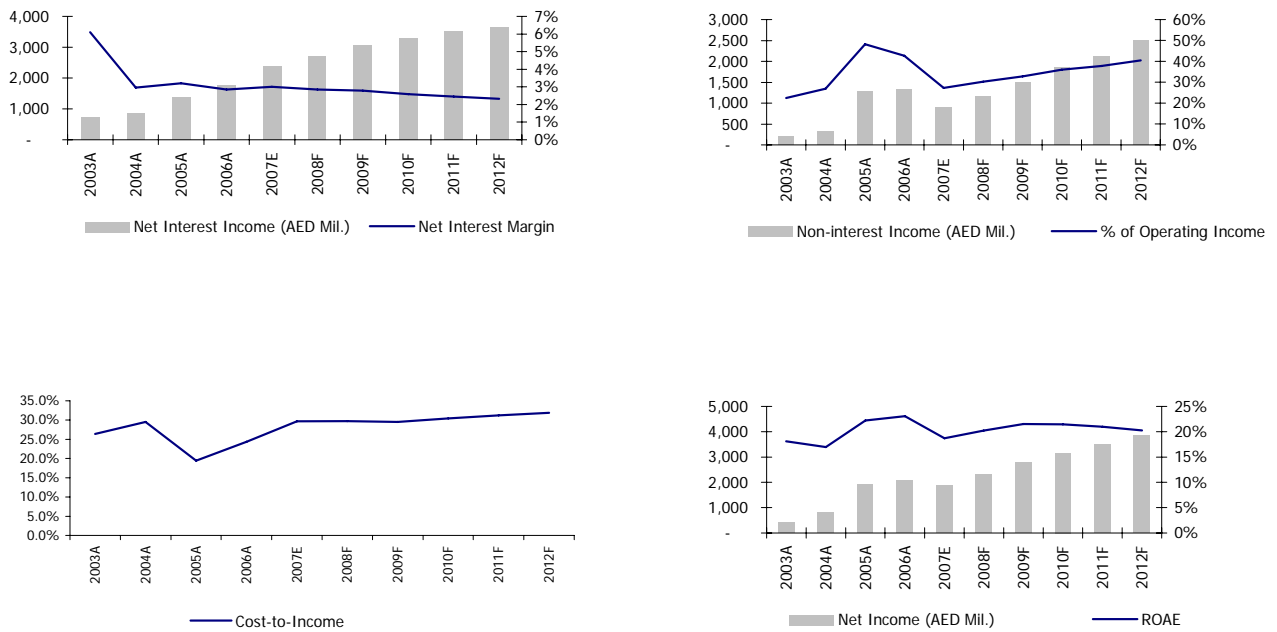 4,000
3,000
2,000
1,000
-
7%
6%
5%
4%
3%
2%
1%
0%
2003A
2004A
2005A
2006A
2007E
2008F
2009F
2010F
2011F
2012F
Net Interest Income (AED Mil.)
Net Interest Margin
3,000
2,500
2,000
1,500
1,000
500
-
60%
50%
40%
30%
20%
10%
0%
2003A
2004A
2005A
2006A
2007E
2008F
2009F
2010F
2011F
2012F
Non-interest Income (AED Mil.)
% of Operating Income
35.0%
30.0%
25.0%
20.0%
15.0%
10.0%
5.0%
0.0%
2003A
2004A
2005A
2006A
2007E
2008F
2009F
2010F
2011F
2012F
Cost-to-Income
5,000
4,000
3,000
2,000
1,000
-
25%
20%
15%
10%
5%
0%
2003A
2004A
2005A
2006A
2007E
2008F
2009F
2010F
2011F
2012F
Net Income (AED Mil.)
ROAE